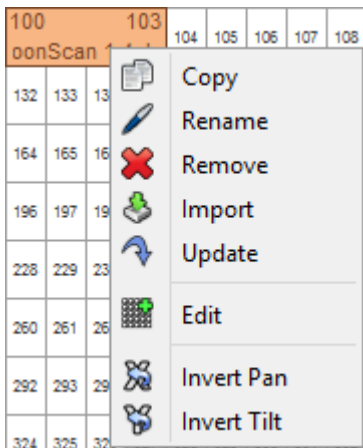 100 103 104 105 106 107 108
oonScan
132 133
164 165
196 197
228 229
260 261
292 293
324 325
Copy
Rename
Remove
Import
Update
Edit
Invert Pan
Invert Tilt